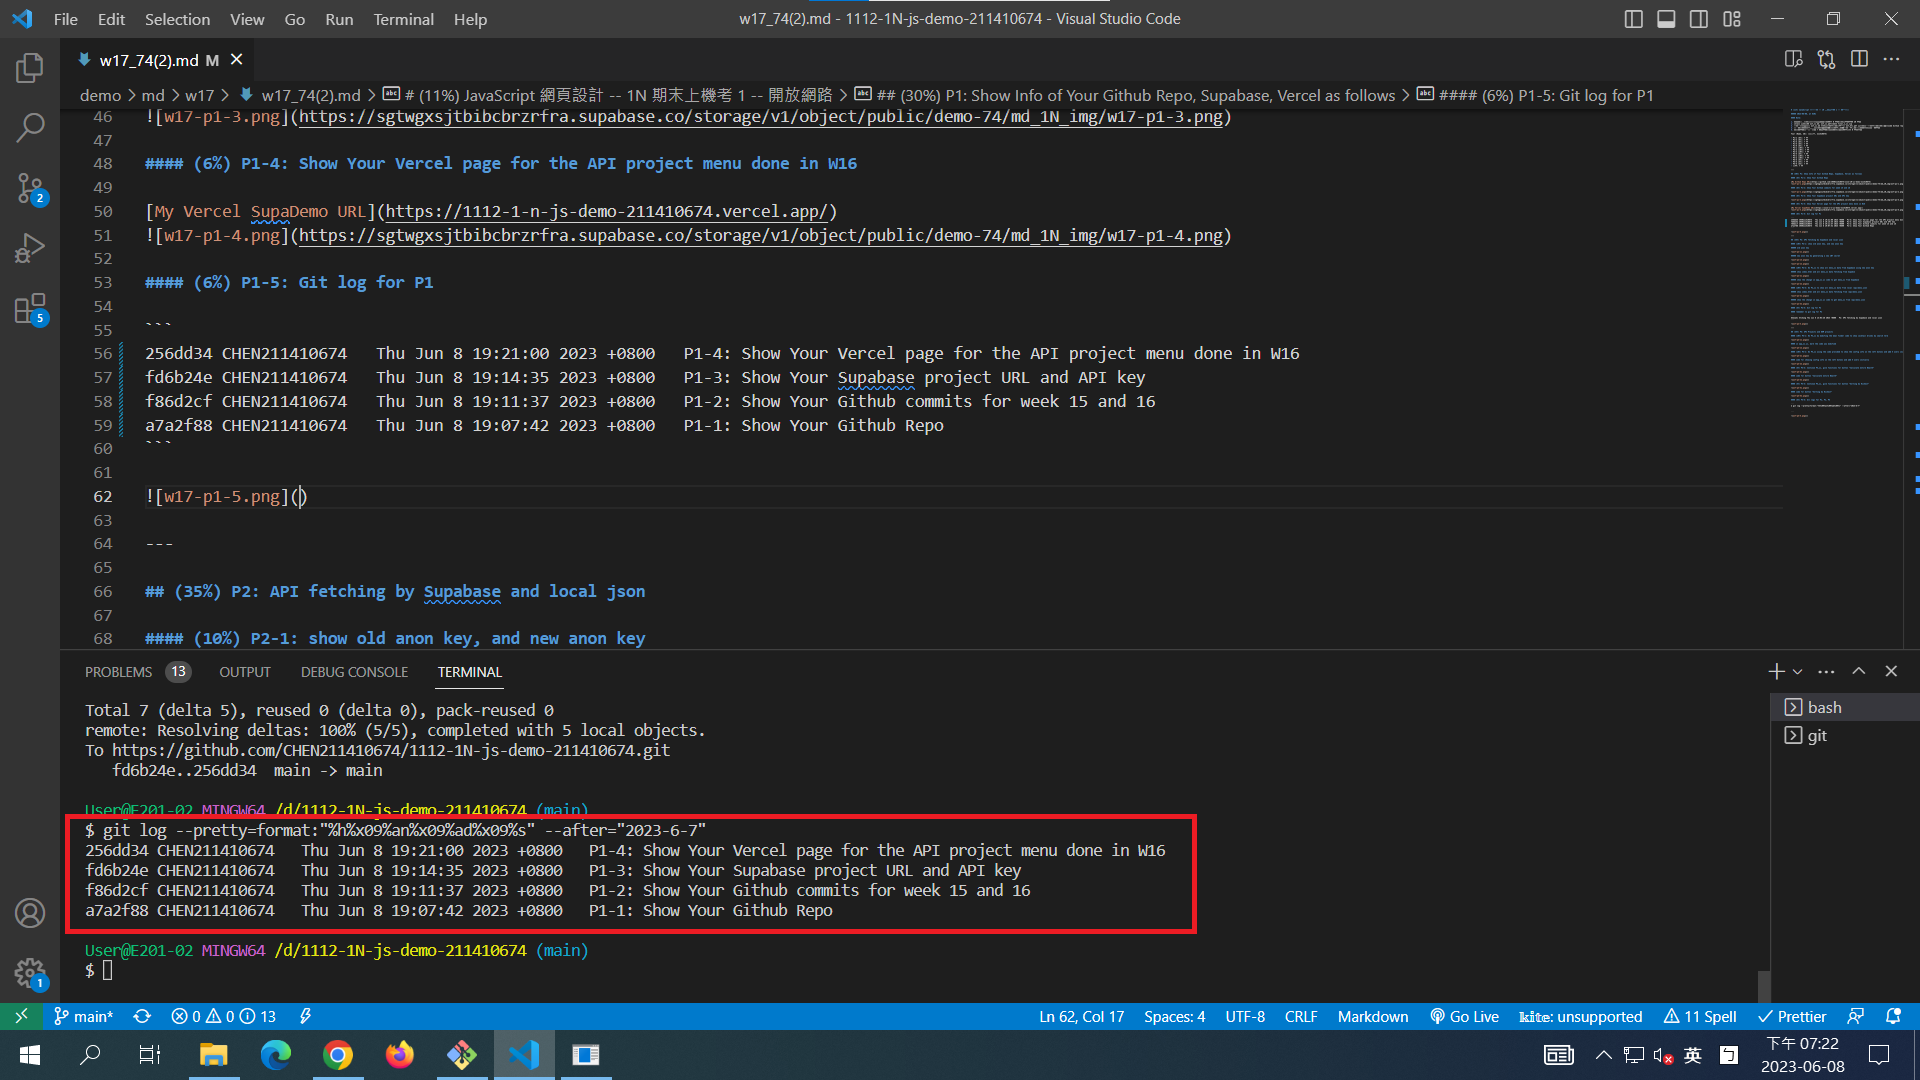 File Edit Selection View Go Run Terminal Help
w17_74(2).md - 1112-1N-js-demo-211410674 - Visual Studio Code
w17_74(2).md M
demo > md > w17 > w17_74(2).md > # (11%) JavaScript 網頁設計 -- 1N 期末上機考 1 -- 開放網路 > ## (30%) P1: Show Info of Your Github Repo, Supabase, Vercel as follows > #### (6%) P1-5: Git log for P1
46 ![w17-p1-3.png](https://sgtwgxsjtbibcbrzrfra.supabase.co/storage/v1/object/public/demo-74/md_1N_img/w17-p1-3.png)
47
48 #### (6%) P1-4: Show Your Vercel page for the API project menu done in W16
49
50 [My Vercel SupaDemo URL](https://1112-1-n-js-demo-211410674.vercel.app/)
51 ![w17-p1-4.png](https://sgtwgxsjtbibcbrzrfra.supabase.co/storage/v1/object/public/demo-74/md_1N_img/w17-p1-4.png)
52
53 #### (6%) P1-5: Git log for P1
54
55 ```
56 256dd34 CHEN211410674 Thu Jun 8 19:21:00 2023 +0800 P1-4: Show Your Vercel page for the API project menu done in W16
57 fd6b24e CHEN211410674 Thu Jun 8 19:14:35 2023 +0800 P1-3: Show Your Supabase project URL and API key
58 f86d2cf CHEN211410674 Thu Jun 8 19:11:37 2023 +0800 P1-2: Show Your Github commits for week 15 and 16
59 a7a2f88 CHEN211410674 Thu Jun 8 19:07:42 2023 +0800 P1-1: Show Your Github Repo
60 ```
61
62 ![w17-p1-5.png]()
63
64 ---
65
66 ## (35%) P2: API fetching by Supabase and local json
67
68 #### (10%) P2-1: show old anon key, and new anon key
2
5
1
PROBLEMS 13 OUTPUT DEBUG CONSOLE TERMINAL
Total 7 (delta 5), reused 0 (delta 0), pack-reused 0
remote: Resolving deltas: 100% (5/5), completed with 5 local objects.
To https://github.com/CHEN211410674/1112-1N-js-demo-211410674.git
fd6b24e..256dd34 main -> main
User@E201-02 MINGW64 /d/1112-1N-js-demo-211410674 (main)
$ git log --pretty=format:"%h%x09%an%x09%ad%x09%s" --after="2023-6-7"
256dd34 CHEN211410674 Thu Jun 8 19:21:00 2023 +0800 P1-4: Show Your Vercel page for the API project menu done in W16
fd6b24e CHEN211410674 Thu Jun 8 19:14:35 2023 +0800 P1-3: Show Your Supabase project URL and API key
f86d2cf CHEN211410674 Thu Jun 8 19:11:37 2023 +0800 P1-2: Show Your Github commits for week 15 and 16
a7a2f88 CHEN211410674 Thu Jun 8 19:07:42 2023 +0800 P1-1: Show Your Github Repo
User@E201-02 MINGW64 /d/1112-1N-js-demo-211410674 (main)
$
bash
git
main* 0 0 13
Ln 62, Col 17 Spaces: 4 UTF-8 CRLF Markdown Go Live kite: unsupported 11 Spell Prettier
英 ㄅ
下午 07:22
2023-06-08